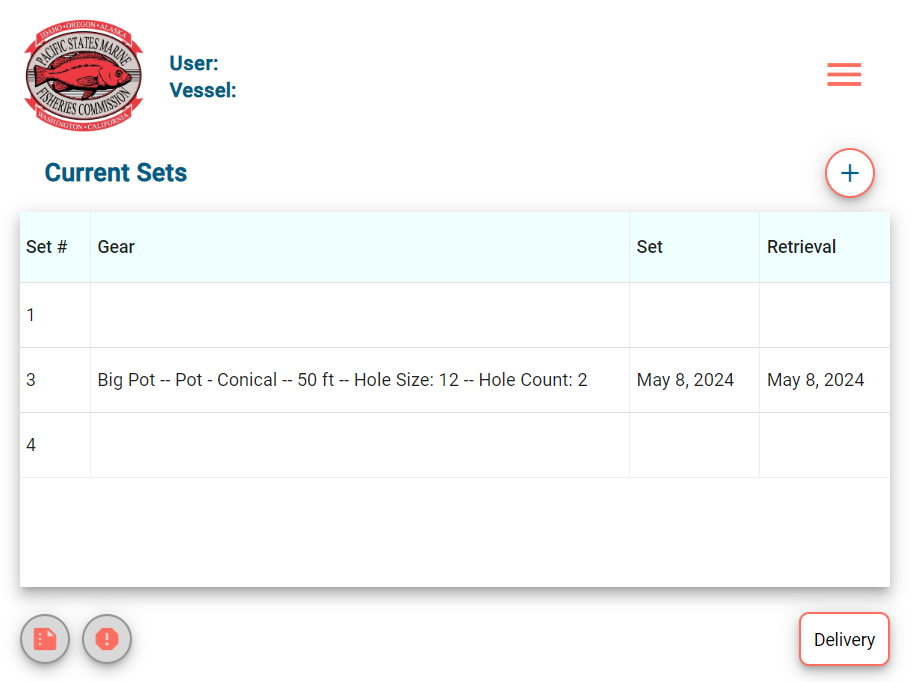 IDAHO • OREGON • ALASKA
PACIFIC STATES MARINE
FISHERIES COMMISSION
WASHINGTON • CALIFORNIA
User:
Vessel:
Current Sets
Set # Gear Set Retrieval
1
3 Big Pot -- Pot - Conical -- 50 ft -- Hole Size: 12 -- Hole Count: 2 May 8, 2024 May 8, 2024
4
Delivery